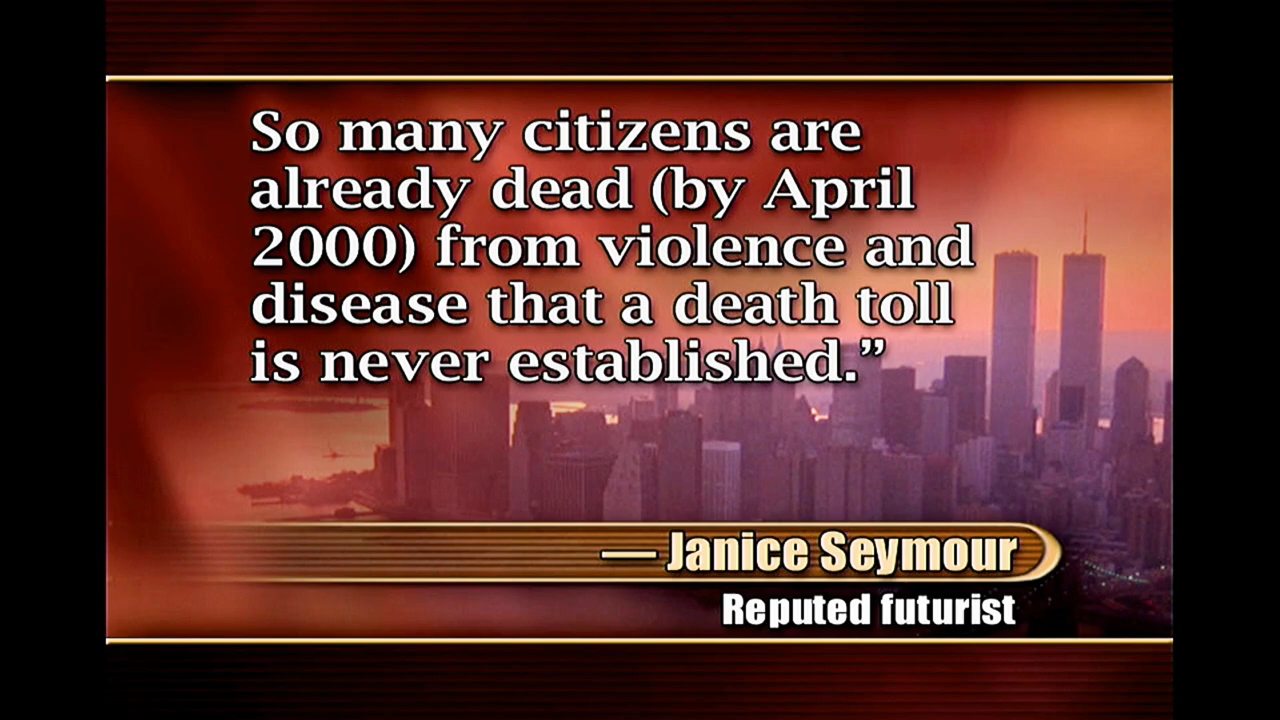 So many citizens are
already dead (by April
2000) from violence and
disease that a death toll
is never established.”
— Janice Seymour
Reputed futurist